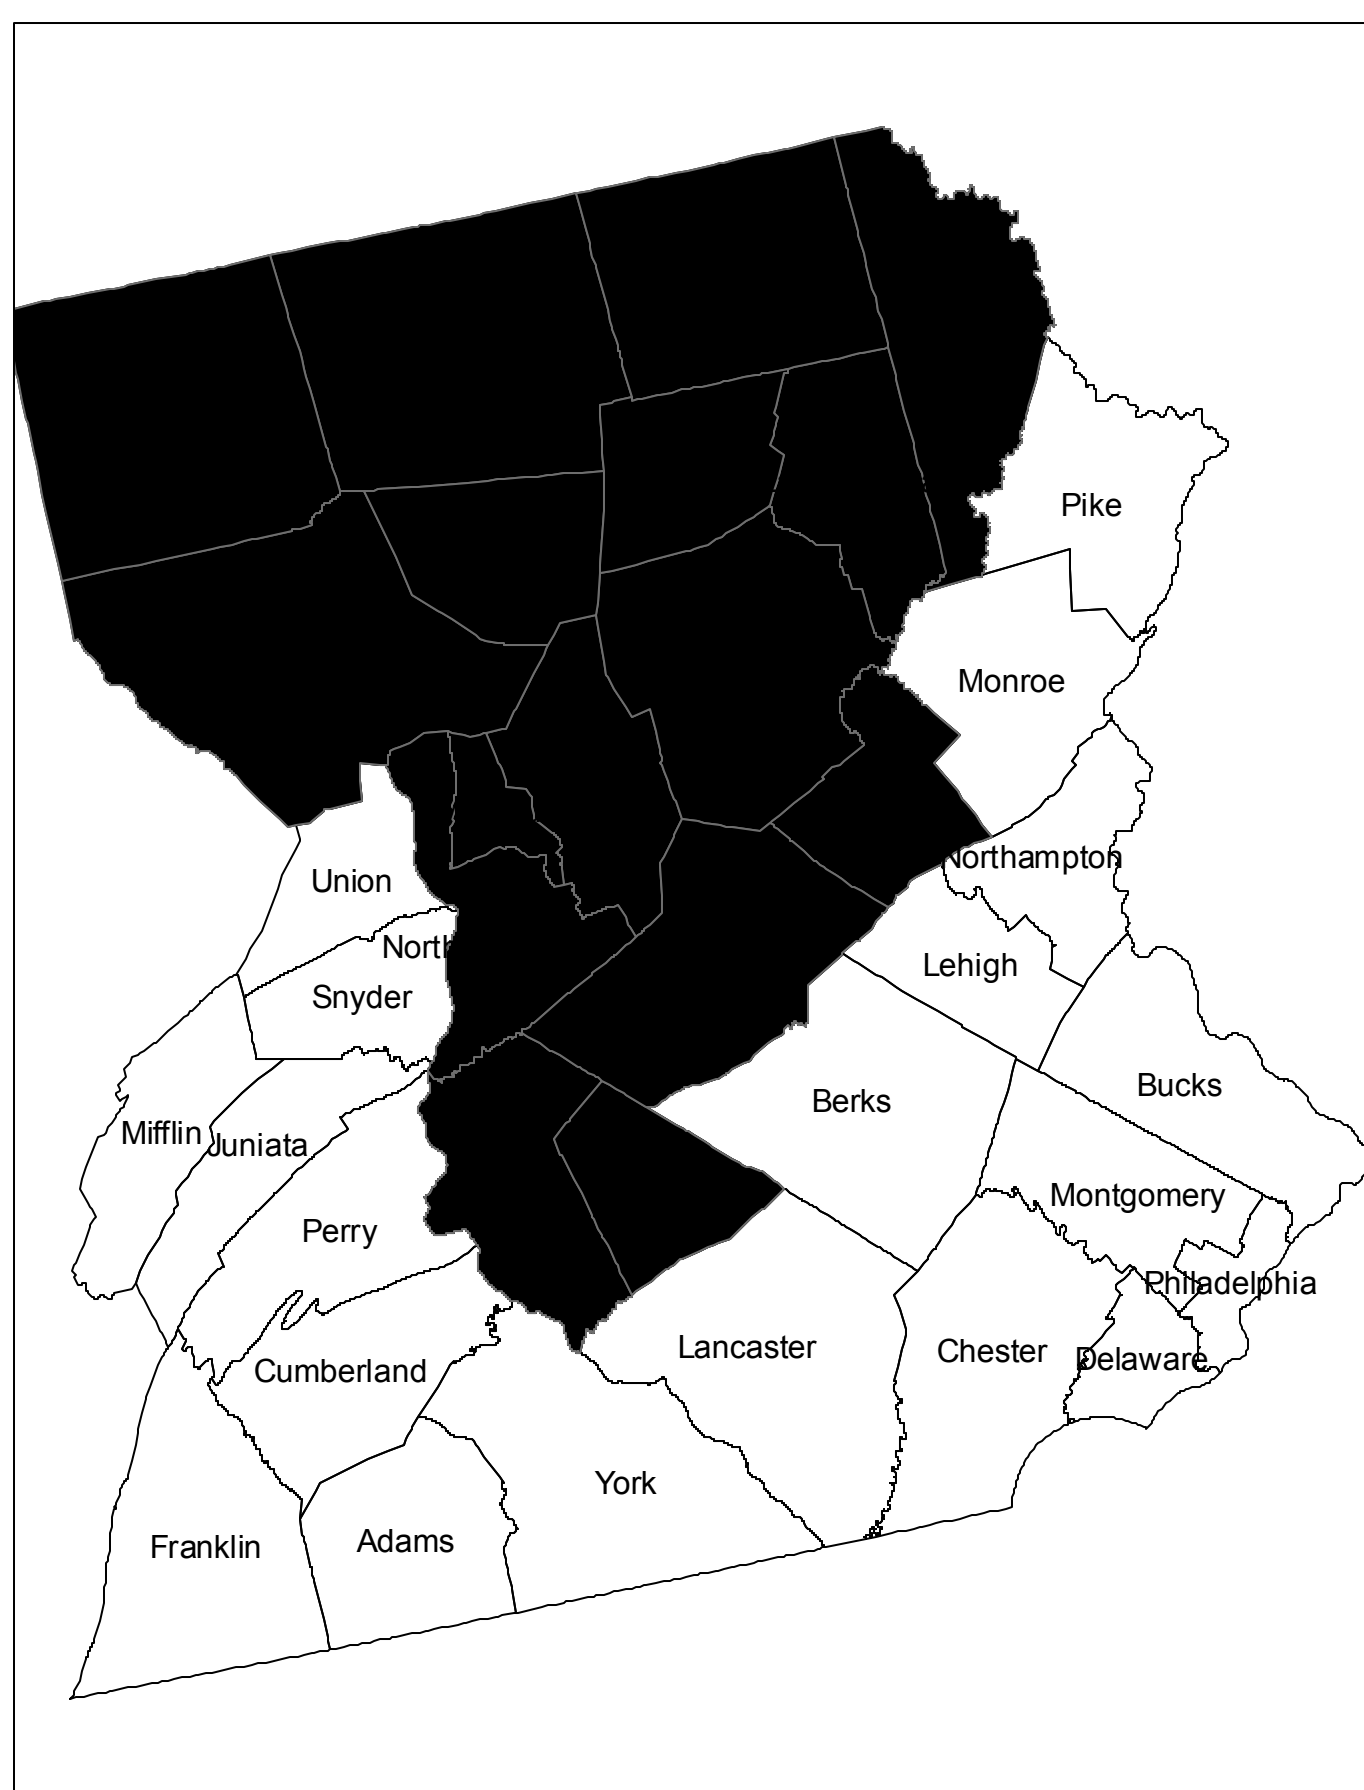 Pike
Monroe
Northampton
Union
North
Lehigh
Snyder
Bucks
Berks
Mifflin
Juniata
Montgomery
Perry
Philadelphia
Lancaster
Chester
Delaware
Cumberland
York
Adams
Franklin